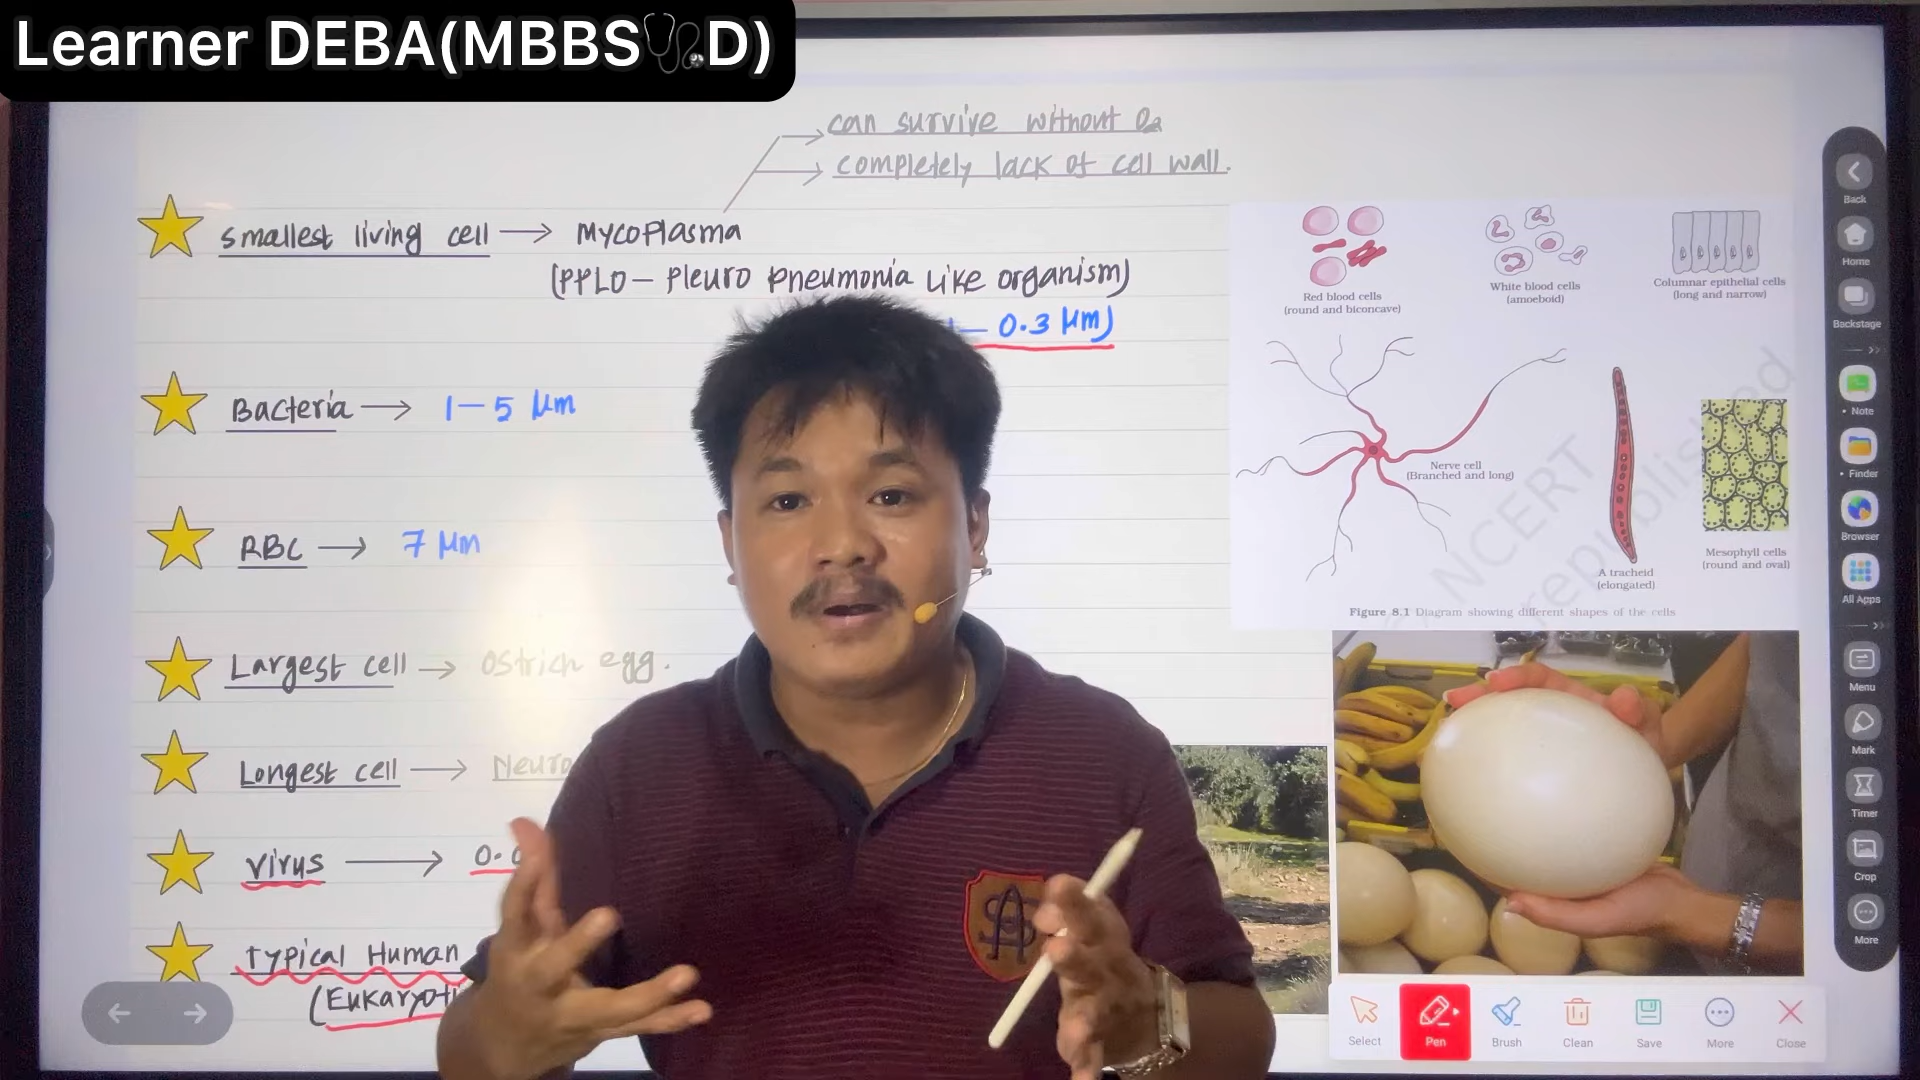 Learner DEBA(MBBS🩺D)
can survive without O₂
completely lack of cell wall.
smallest living cell → Mycoplasma
(PPLO – Pleuro pneumonia Like organism)
– 0.3 µm)
Bacteria → 1–5 µm
RBC → 7 µm
Largest cell → Ostrich egg.
Longest cell →
virus →
Typical Human
Red blood cells
(round and biconcave)
White blood cells
(amoeboid)
Columnar epithelial cells
(long and narrow)
Nerve cell
(Branched and long)
A tracheid
(elongated)
Mesophyll cells
(round and oval)
Figure 8.1 Diagram showing different shapes of the cells
NCERT
republished
Back
Home
Backstage
Note
Finder
Browser
All Apps
Menu
Mark
Timer
Crop
More
Select
Pen
Brush
Clean
Save
More
Close